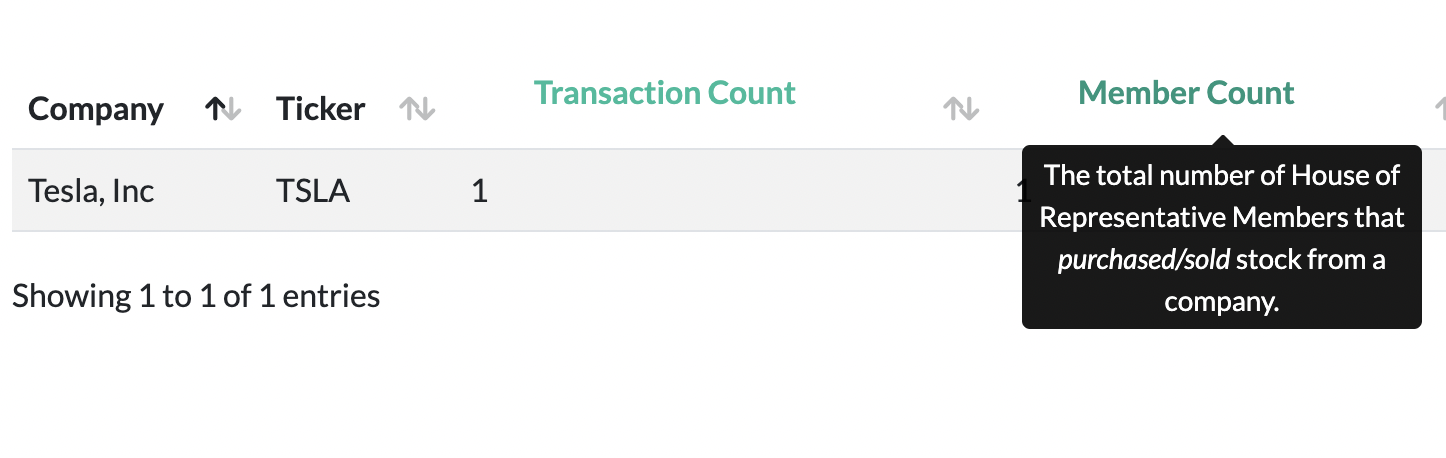 Company Ticker Transaction Count Member Count
Tesla, Inc TSLA 1 1
The total number of House of
Representative Members that
purchased/sold stock from a
company.
Showing 1 to 1 of 1 entries